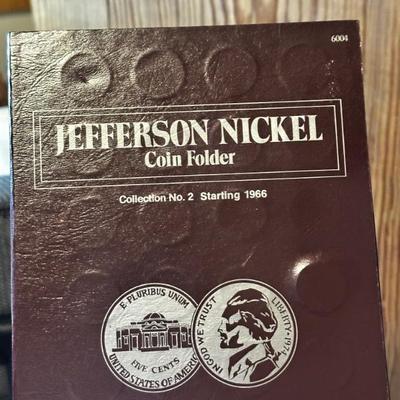 6004
JEFFERSON NICKEL
Coin Folder
Collection No. 2 Starting 1966
E PLURIBUS UNUM
FIVE CENTS
UNITED STATES OF AMERICA
IN GOD WE TRUST
LIBERTY · 1971